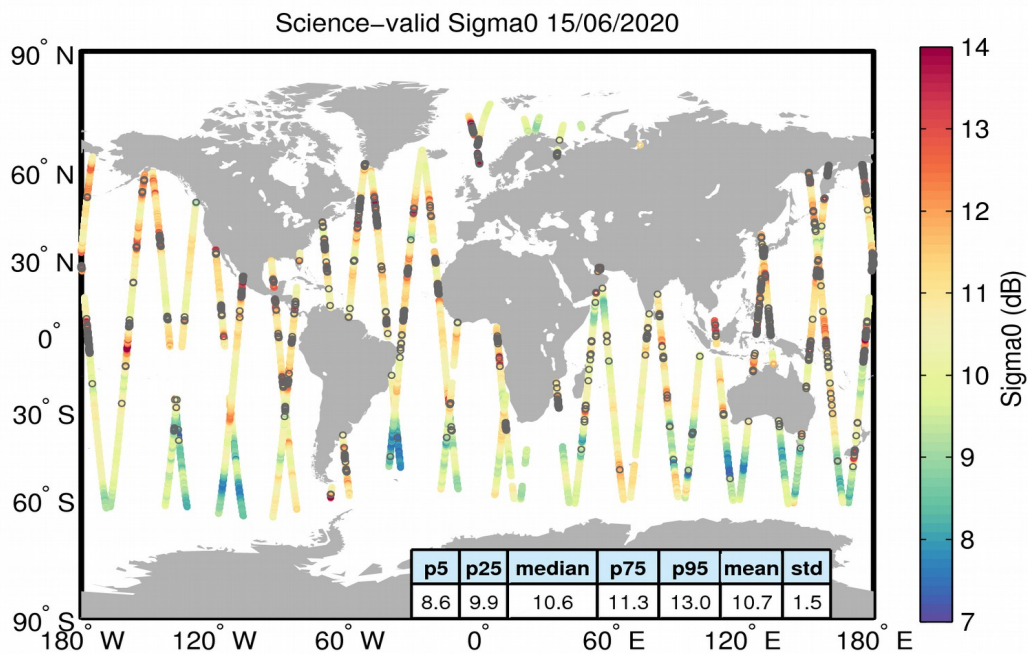 Science−valid Sigma0 15/06/2020
90° N
60° N
30° N
0°
30° S
60° S
90° S
180° W
120° W
60° W
0°
60° E
120° E
180° E
p5 p25 median p75 p95 mean std
8.6 9.9 10.6 11.3 13.0 10.7 1.5
14
13
12
11
10
9
8
7
Sigma0 (dB)